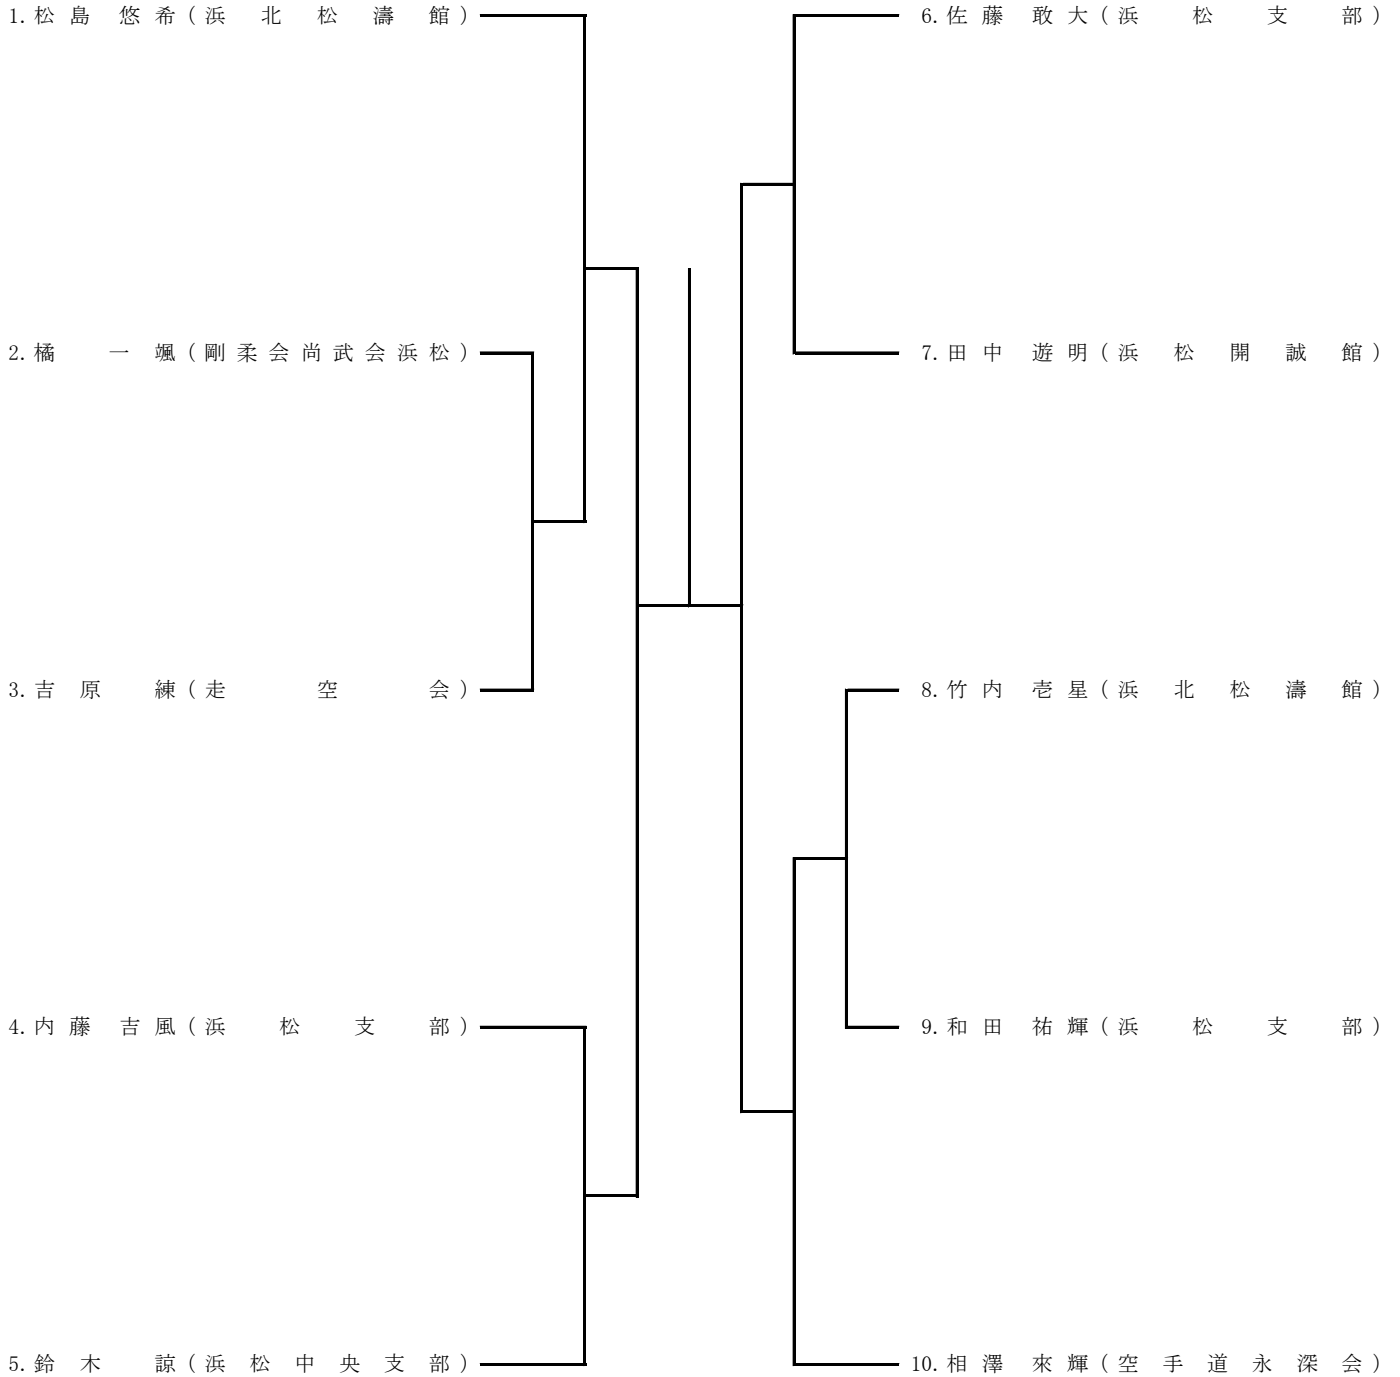 1. 松島 悠希(浜北松濤館)
2. 橘 一颯(剛柔会尚武会浜松)
3. 吉原 練(走空会)
4. 内藤 吉風(浜松支部)
5. 鈴木 諒(浜松中央支部)
6. 佐藤 敢大(浜松支部)
7. 田中 遊明(浜松開誠館)
8. 竹内 壱星(浜北松濤館)
9. 和田 祐輝(浜松支部)
10. 相澤 來輝(空手道永深会)